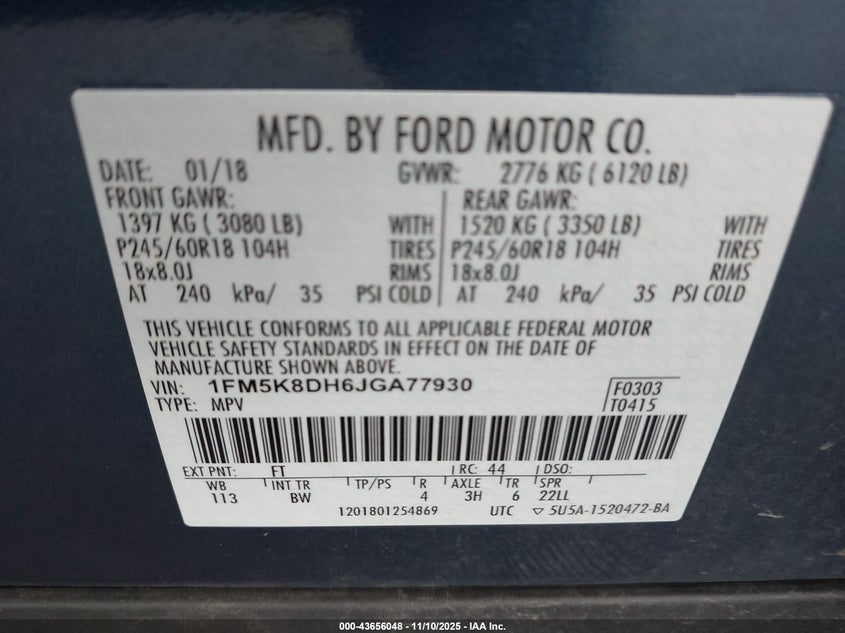 MFD. BY FORD MOTOR CO.
DATE: 01/18 GVWR: 2776 KG ( 6120 LB)
FRONT GAWR: REAR GAWR:
1397 KG ( 3080 LB) WITH 1520 KG ( 3350 LB) WITH
P245/60R18 104H TIRES P245/60R18 104H TIRES
18x8.0J RIMS 18x8.0J RIMS
AT 240 kPa/ 35 PSI COLD AT 240 kPa/ 35 PSI COLD
THIS VEHICLE CONFORMS TO ALL APPLICABLE FEDERAL MOTOR
VEHICLE SAFETY STANDARDS IN EFFECT ON THE DATE OF
MANUFACTURE SHOWN ABOVE.
VIN: 1FM5K8DH6JGA77930 F0303
TYPE: MPV T0415
EXT PNT: FT RC: 44 DSO:
WB INT TR TP/PS R AXLE TR SPR
113 BW 4 3H 6 22LL
1201801254869 UTC ▽ 5U5A-1520472-BA
000-43656048 - 11/10/2025 - IAA Inc.